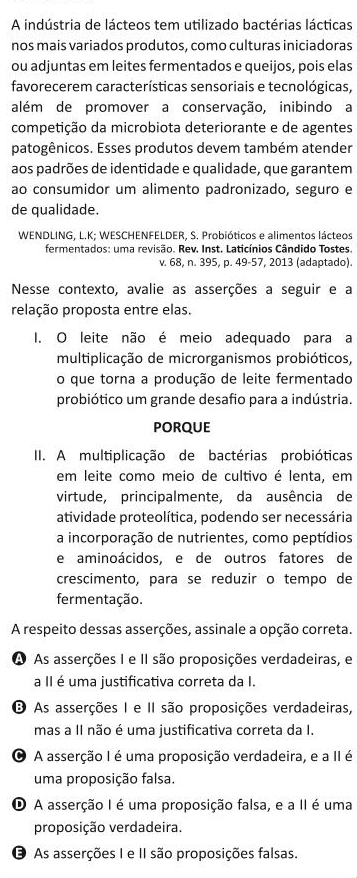 A indústria de lácteos tem utilizado bactérias lácticas
nos mais variados produtos, como culturas iniciadoras
ou adjuntas em leites fermentados e queijos, pois elas
favorecerem características sensoriais e tecnológicas,
além de promover a conservação, inibindo a
competição da microbiota deteriorante e de agentes
patogênicos. Esses produtos devem também atender
aos padrões de identidade e qualidade, que garantem
ao consumidor um alimento padronizado, seguro e
de qualidade.
WENDLING, L.K; WESCHENFELDER, S. Probióticos e alimentos lácteos
fermentados: uma revisão. Rev. Inst. Laticínios Cândido Tostes.
v. 68, n. 395, p. 49-57, 2013 (adaptado).
Nesse contexto, avalie as asserções a seguir e a
relação proposta entre elas.
I. O leite não é meio adequado para a
multiplicação de microrganismos probióticos,
o que torna a produção de leite fermentado
probiótico um grande desafio para a indústria.
PORQUE
II. A multiplicação de bactérias probióticas
em leite como meio de cultivo é lenta, em
virtude, principalmente, da ausência de
atividade proteolítica, podendo ser necessária
a incorporação de nutrientes, como peptídios
e aminoácidos, e de outros fatores de
crescimento, para se reduzir o tempo de
fermentação.
A respeito dessas asserções, assinale a opção correta.
A As asserções I e II são proposições verdadeiras, e
a II é uma justificativa correta da I.
B As asserções I e II são proposições verdadeiras,
mas a II não é uma justificativa correta da I.
C A asserção I é uma proposição verdadeira, e a II é
uma proposição falsa.
D A asserção I é uma proposição falsa, e a II é uma
proposição verdadeira.
E As asserções I e II são proposições falsas.